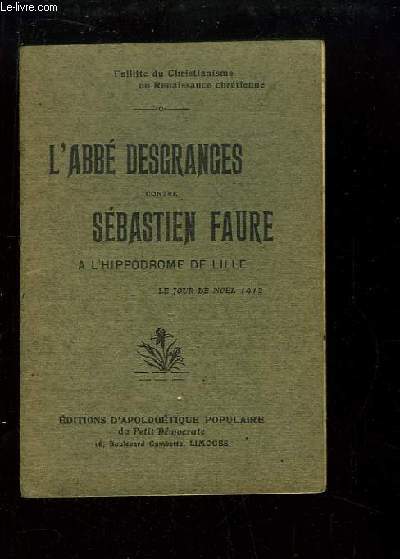 le-livre.com
Faillite du Christianisme
ou Renaissance chrétienne
L'ABBÉ DESGRANGES
CONTRE
SÉBASTIEN FAURE
A L'HIPPODROME DE LILLE
LE JOUR DE NOEL 1912
ÉDITIONS D'APOLOGÉTIQUE POPULAIRE
du Petit Démocrate
Boulevard Gambetta, LIMOGES